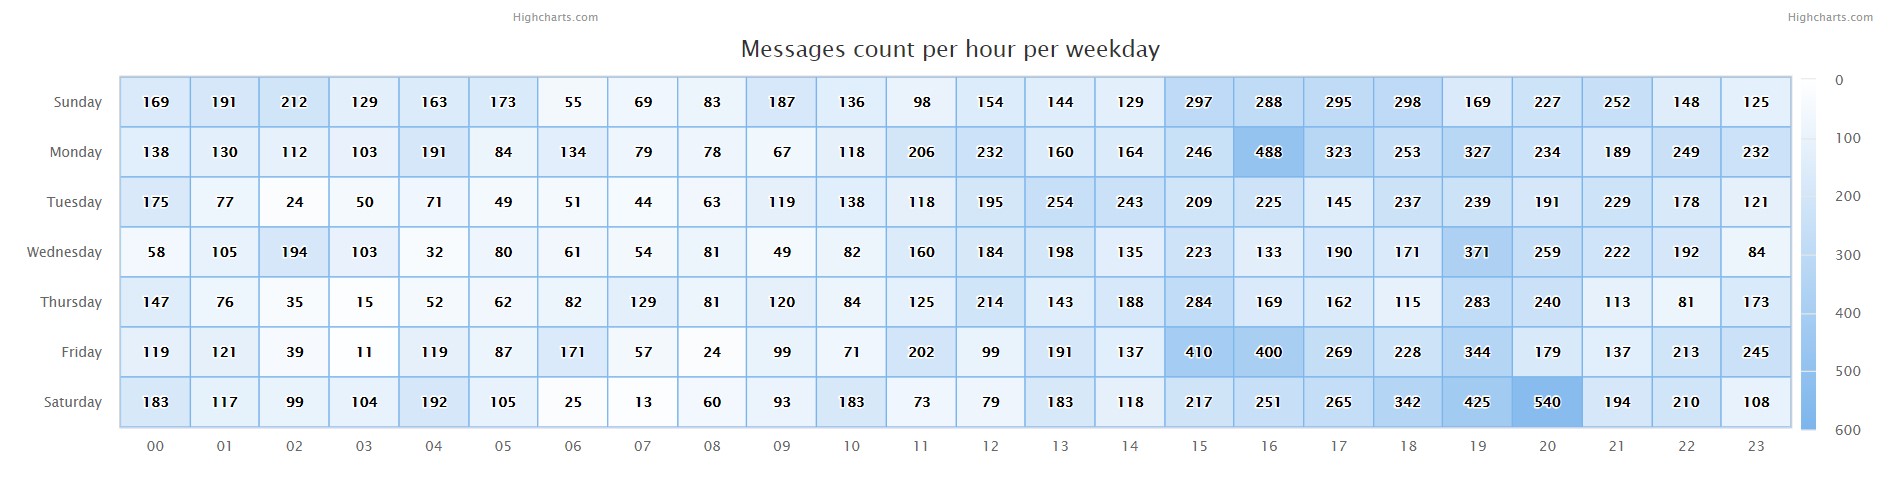 Highcharts.com Highcharts.com
Messages count per hour per weekday
Sunday 169 191 212 129 163 173 55 69 83 187 136 98 154 144 129 297 288 295 298 169 227 252 148 125
Monday 138 130 112 103 191 84 134 79 78 67 118 206 232 160 164 246 488 323 253 327 234 189 249 232
Tuesday 175 77 24 50 71 49 51 44 63 119 138 118 195 254 243 209 225 145 237 239 191 229 178 121
Wednesday 58 105 194 103 32 80 61 54 81 49 82 160 184 198 135 223 133 190 171 371 259 222 192 84
Thursday 147 76 35 15 52 62 82 129 81 120 84 125 214 143 188 284 169 162 115 283 240 113 81 173
Friday 119 121 39 11 119 87 171 57 24 99 71 202 99 191 137 410 400 269 228 344 179 137 213 245
Saturday 183 117 99 104 192 105 25 13 60 93 183 73 79 183 118 217 251 265 342 425 540 194 210 108
00 01 02 03 04 05 06 07 08 09 10 11 12 13 14 15 16 17 18 19 20 21 22 23
0
100
200
300
400
500
600